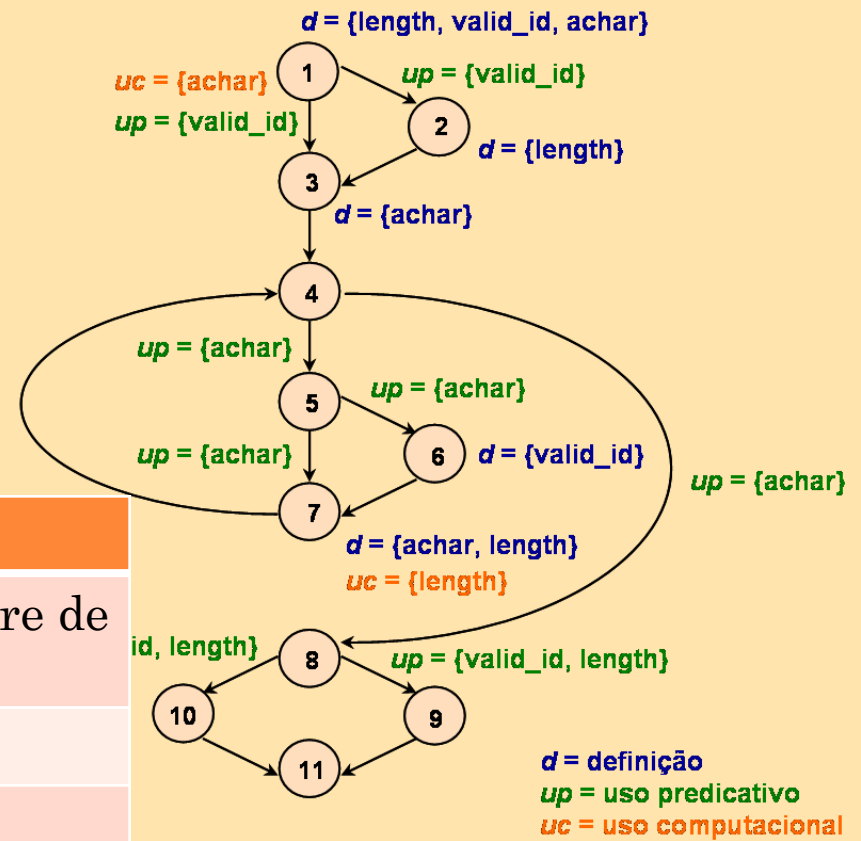 d = {length, valid_id, achar}
1
uc = {achar}
up = {valid_id}
up = {valid_id}
2
d = {length}
3
d = {achar}
4
up = {achar}
5
up = {achar}
up = {achar}
6
d = {valid_id}
up = {achar}
7
d = {achar, length}
uc = {length}
re de
id, length}
8
up = {valid_id, length}
10
9
11
d = definição
up = uso predicativo
uc = uso computacional